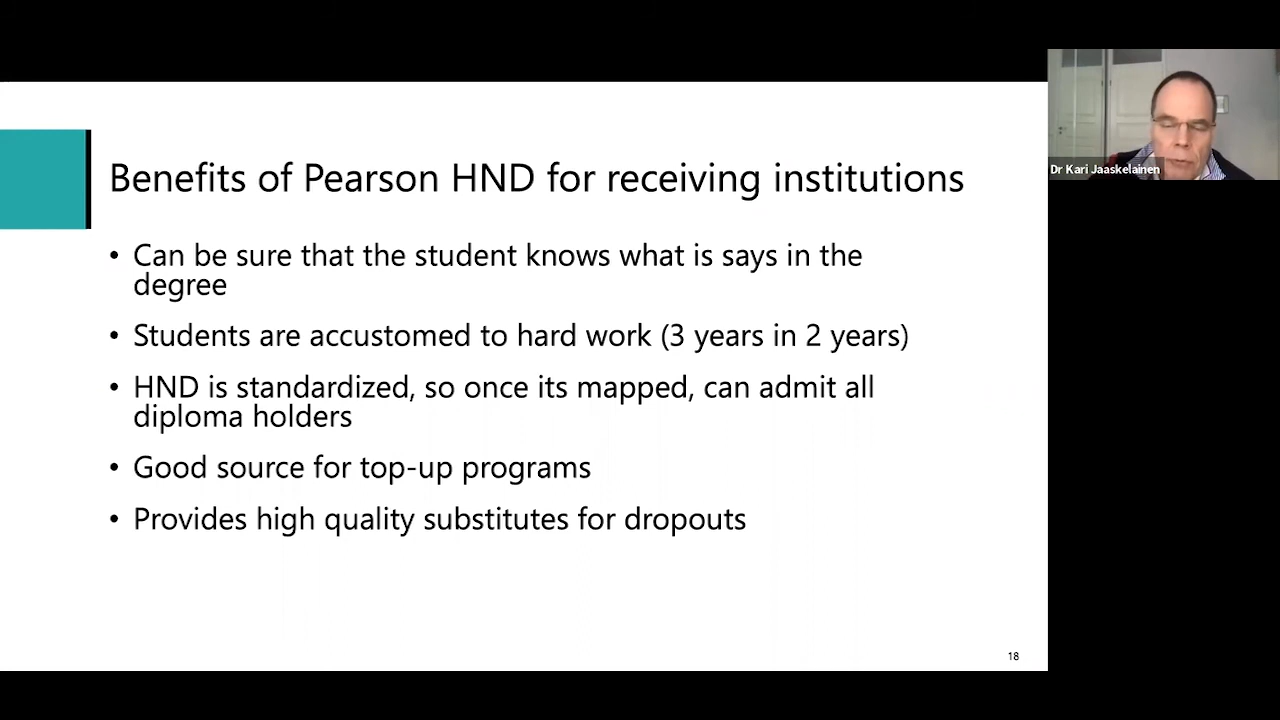 Benefits of Pearson HND for receiving institutions
• Can be sure that the student knows what is says in the
degree
• Students are accustomed to hard work (3 years in 2 years)
• HND is standardized, so once its mapped, can admit all
diploma holders
• Good source for top-up programs
• Provides high quality substitutes for dropouts
18
Dr Kari Jaaskelainen